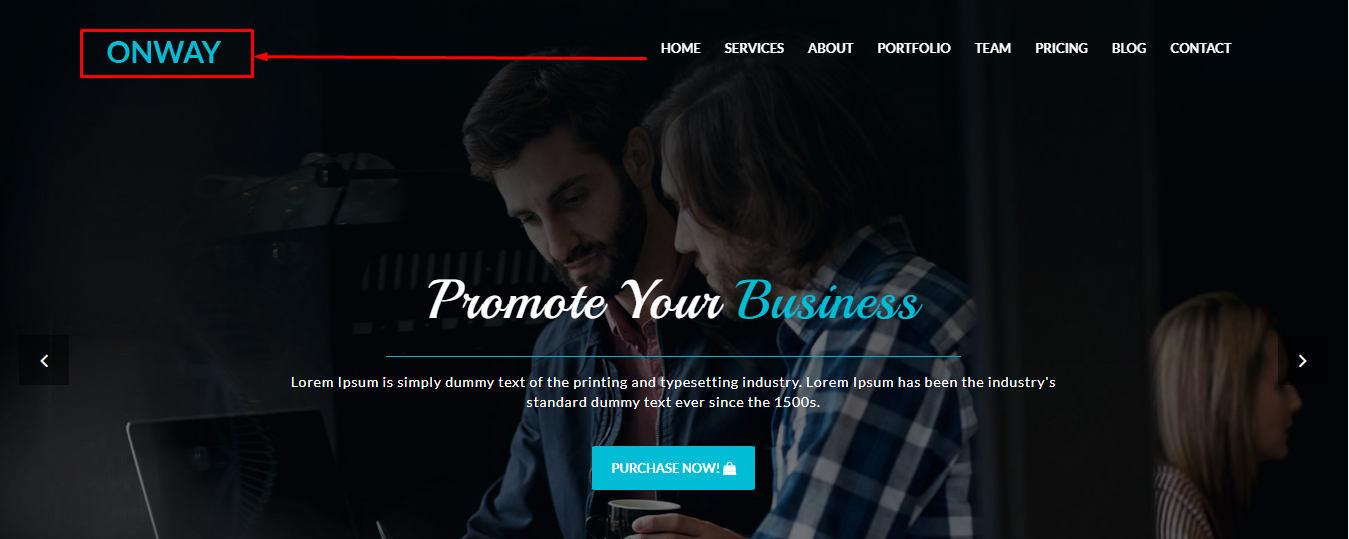 ONWAY
HOME SERVICES ABOUT PORTFOLIO TEAM PRICING BLOG CONTACT
Promote Your Business
Lorem Ipsum is simply dummy text of the printing and typesetting industry. Lorem Ipsum has been the industry's
standard dummy text ever since the 1500s.
PURCHASE NOW!